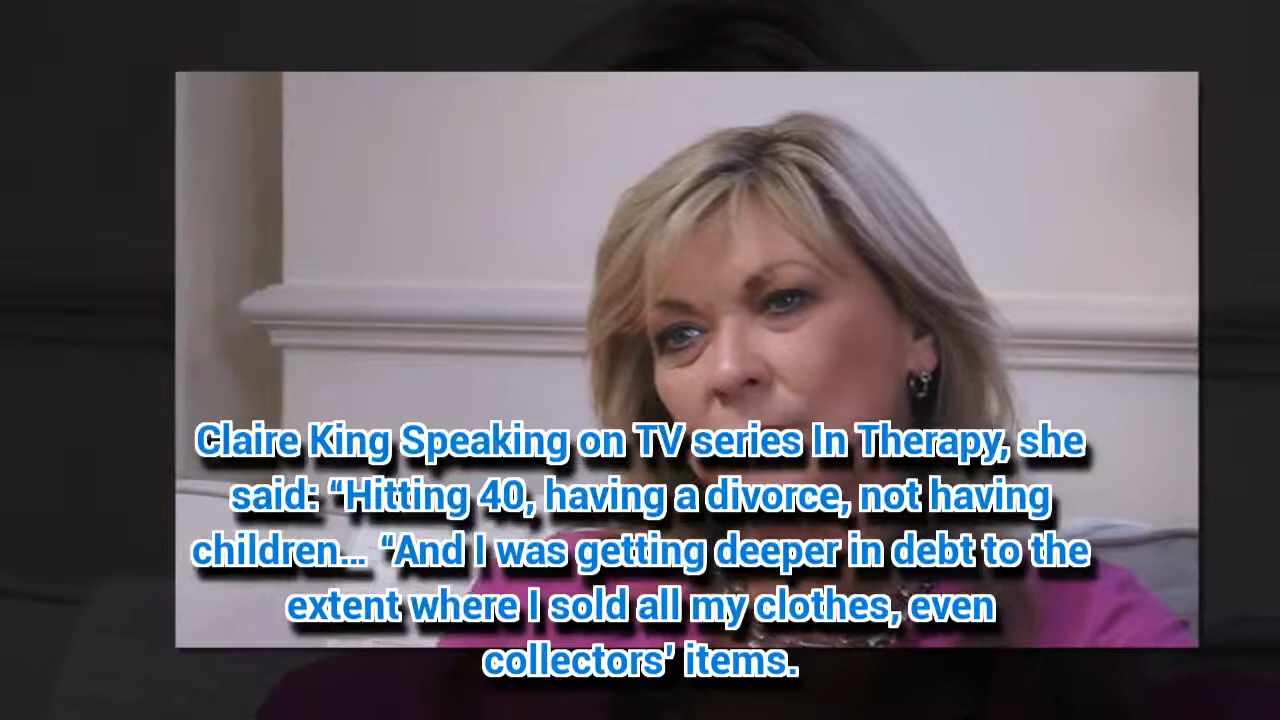 Claire King Speaking on TV series In Therapy, she
said: “Hitting 40, having a divorce, not having
children... “And I was getting deeper in debt to the
extent where I sold all my clothes, even
collectors’ items.